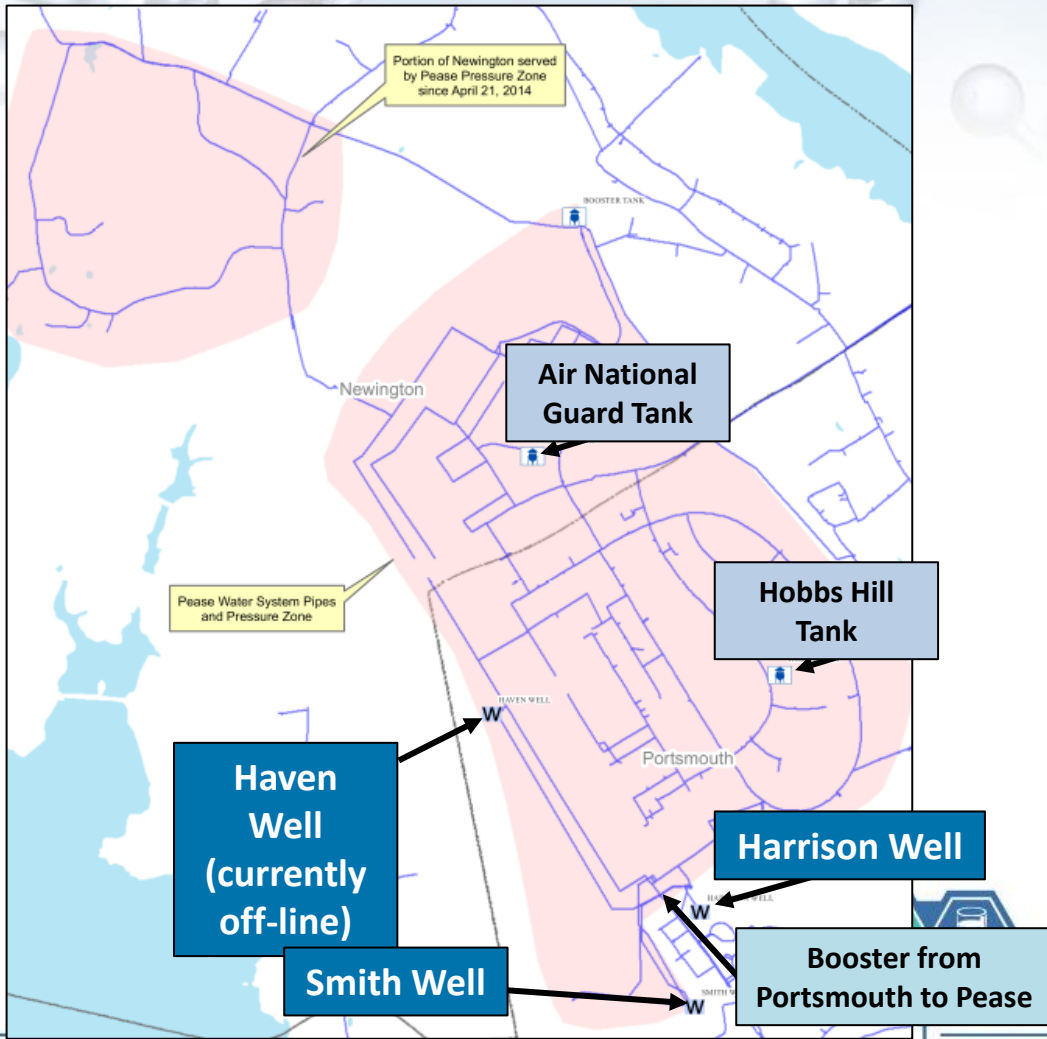 Portion of Newington served
by Pease Pressure Zone
since April 21, 2014
BOOSTER TANK
Newington
Air National
Guard Tank
Pease Water System Pipes
and Pressure Zone
Hobbs Hill
Tank
HAVEN WELL
W
Portsmouth
Haven
Well
(currently
off-line)
Harrison Well
W
WELL
Booster from
Portsmouth to Pease
Smith Well
SMITH
W